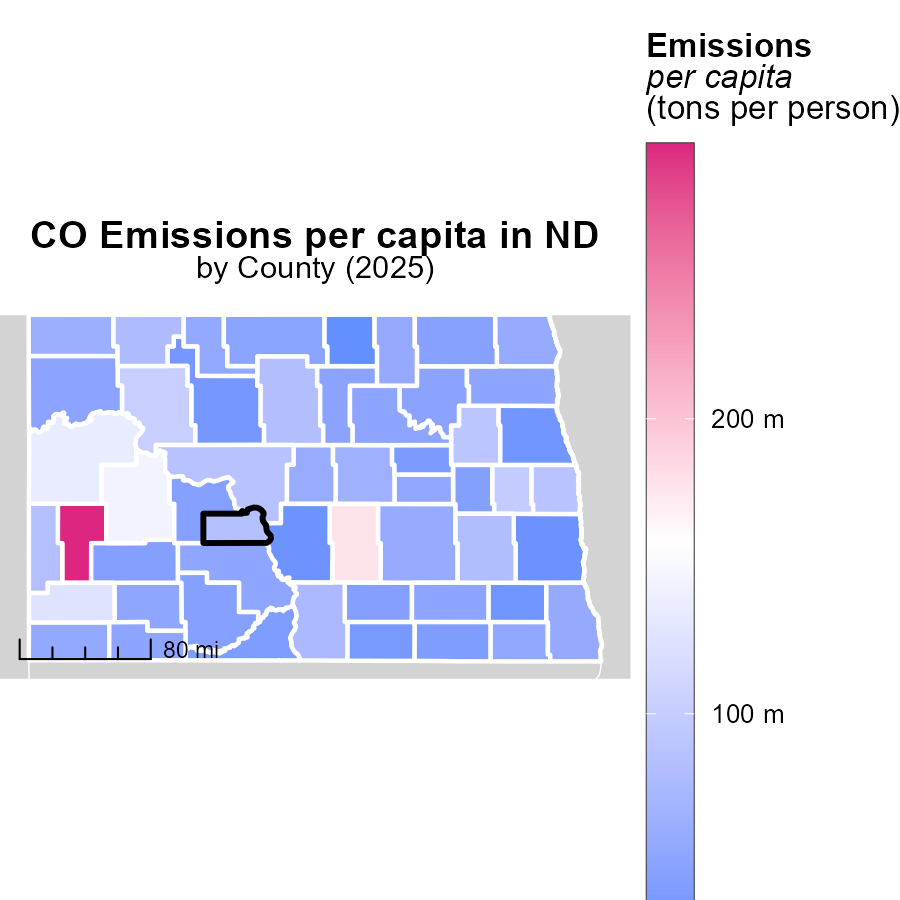 Emissions
per capita
(tons per person)
CO Emissions per capita in ND
by County (2025)
200 m
100 m
80 mi